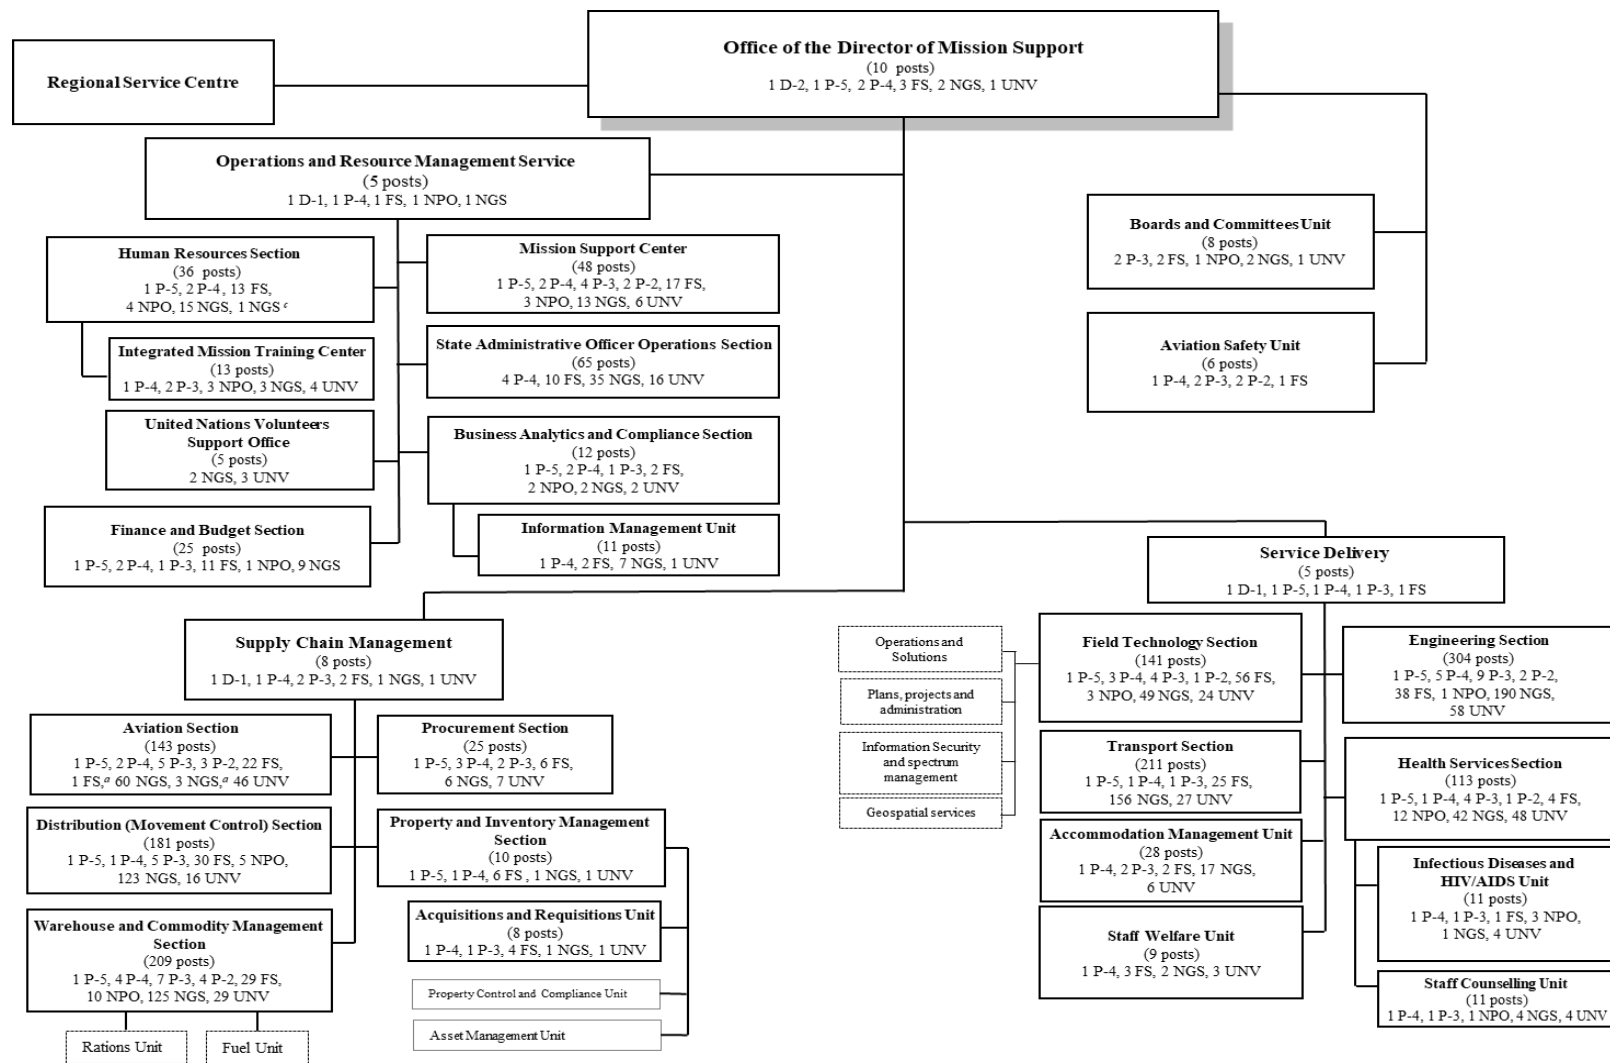 Office of the Director of Mission Support
(10 posts)
1 D-2, 1 P-5, 2 P-4, 3 FS, 2 NGS, 1 UNV
Regional Service Centre
Operations and Resource Management Service
(5 posts)
1 D-1, 1 P-4, 1 FS, 1 NPO, 1 NGS
Human Resources Section
(36 posts)
1 P-5, 2 P-4, 13 FS,
4 NPO, 15 NGS, 1 NGS c
Mission Support Center
(48 posts)
1 P-5, 2 P-4, 4 P-3, 2 P-2, 17 FS,
3 NPO, 13 NGS, 6 UNV
Integrated Mission Training Center
(13 posts)
1 P-4, 2 P-3, 3 NPO, 3 NGS, 4 UNV
State Administrative Officer Operations Section
(65 posts)
4 P-4, 10 FS, 35 NGS, 16 UNV
United Nations Volunteers
Support Office
(5 posts)
2 NGS, 3 UNV
Business Analytics and Compliance Section
(12 posts)
1 P-5, 2 P-4, 1 P-3, 2 FS,
2 NPO, 2 NGS, 2 UNV
Finance and Budget Section
(25 posts)
1 P-5, 2 P-4, 1 P-3, 11 FS, 1 NPO, 9 NGS
Information Management Unit
(11 posts)
1 P-4, 2 FS, 7 NGS, 1 UNV
Boards and Committees Unit
(8 posts)
2 P-3, 2 FS, 1 NPO, 2 NGS, 1 UNV
Aviation Safety Unit
(6 posts)
1 P-4, 2 P-3, 2 P-2, 1 FS
Supply Chain Management
(8 posts)
1 D-1, 1 P-4, 2 P-3, 2 FS, 1 NGS, 1 UNV
Aviation Section
(143 posts)
1 P-5, 2 P-4, 5 P-3, 3 P-2, 22 FS,
1 FS,a 60 NGS, 3 NGS,a 46 UNV
Procurement Section
(25 posts)
1 P-5, 3 P-4, 2 P-3, 6 FS,
6 NGS, 7 UNV
Distribution (Movement Control) Section
(181 posts)
1 P-5, 1 P-4, 5 P-3, 30 FS, 5 NPO,
123 NGS, 16 UNV
Property and Inventory Management
Section
(10 posts)
1 P-5, 1 P-4, 6 FS , 1 NGS, 1 UNV
Warehouse and Commodity Management
Section
(209 posts)
1 P-5, 4 P-4, 7 P-3, 4 P-2, 29 FS,
10 NPO, 125 NGS, 29 UNV
Acquisitions and Requisitions Unit
(8 posts)
1 P-4, 1 P-3, 4 FS, 1 NGS, 1 UNV
Property Control and Compliance Unit
Asset Management Unit
Rations Unit
Fuel Unit
Service Delivery
(5 posts)
1 D-1, 1 P-5, 1 P-4, 1 P-3, 1 FS
Operations and
Solutions
Plans, projects and
administration
Information Security
and spectrum
management
Geospatial services
Field Technology Section
(141 posts)
1 P-5, 3 P-4, 4 P-3, 1 P-2, 56 FS,
3 NPO, 49 NGS, 24 UNV
Engineering Section
(304 posts)
1 P-5, 5 P-4, 9 P-3, 2 P-2,
38 FS, 1 NPO, 190 NGS,
58 UNV
Transport Section
(211 posts)
1 P-5, 1 P-4, 1 P-3, 25 FS,
156 NGS, 27 UNV
Health Services Section
(113 posts)
1 P-5, 1 P-4, 4 P-3, 1 P-2, 4 FS,
12 NPO, 42 NGS, 48 UNV
Accommodation Management Unit
(28 posts)
1 P-4, 2 P-3, 2 FS, 17 NGS,
6 UNV
Infectious Diseases and
HIV/AIDS Unit
(11 posts)
1 P-4, 1 P-3, 1 FS, 3 NPO,
1 NGS, 4 UNV
Staff Welfare Unit
(9 posts)
1 P-4, 3 FS, 2 NGS, 3 UNV
Staff Counselling Unit
(11 posts)
1 P-4, 1 P-3, 1 NPO, 4 NGS, 4 UNV